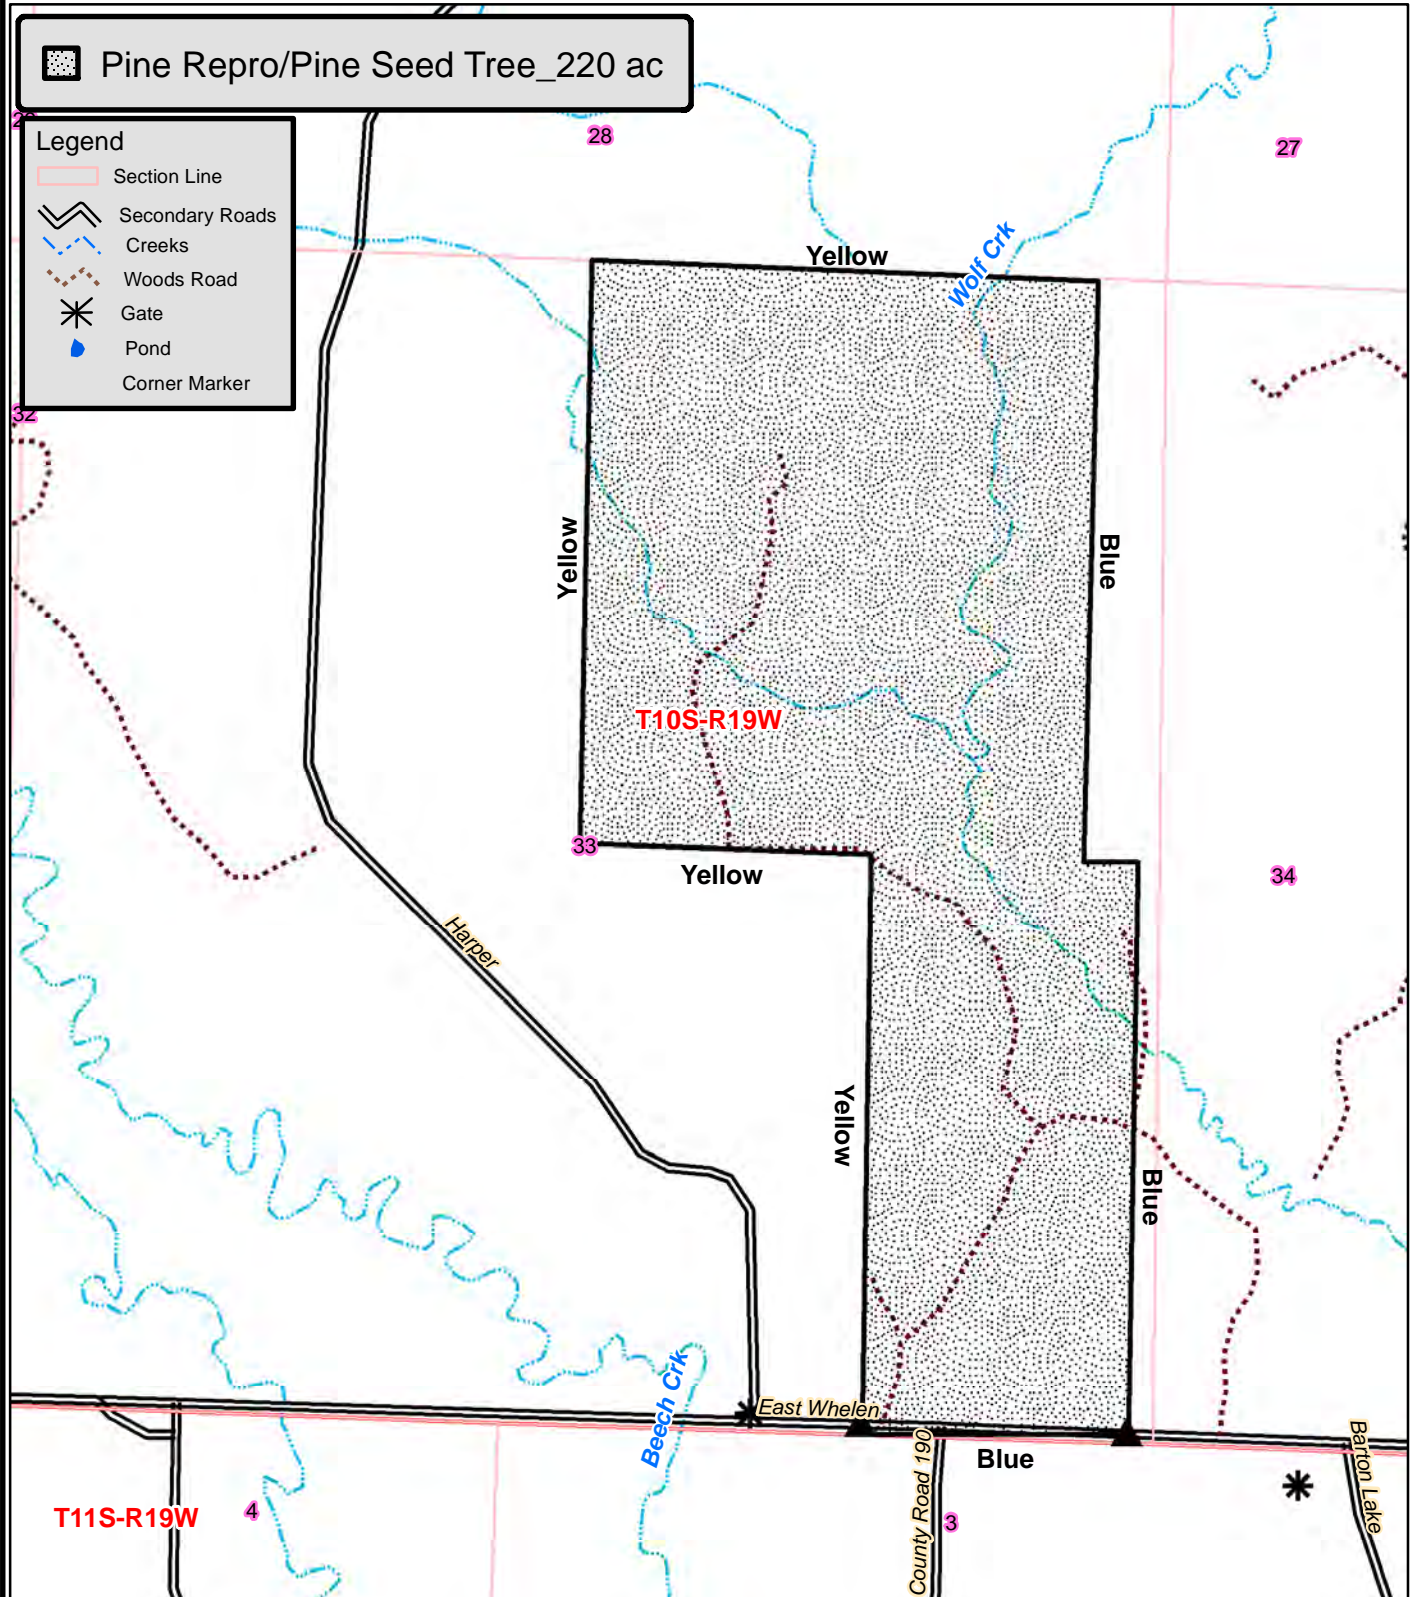 Pine Repro/Pine Seed Tree_220 ac
Legend
Section Line
Secondary Roads
Creeks
Woods Road
Gate
Pond
Corner Marker
28
27
32
Yellow
Wolf Crk
Yellow
Blue
T10S-R19W
33
Yellow
34
Harper
Yellow
Blue
Beech Crk
East Whelen
Blue
County Road 190
Barton Lake
T11S-R19W
4
3